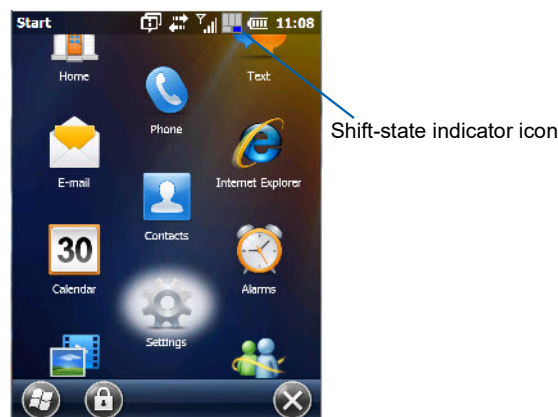 Start 11:08
Home
Text
Phone
Shift-state indicator icon
E-mail
Internet Explorer
Contacts
30
Calendar
Alarms
Settings